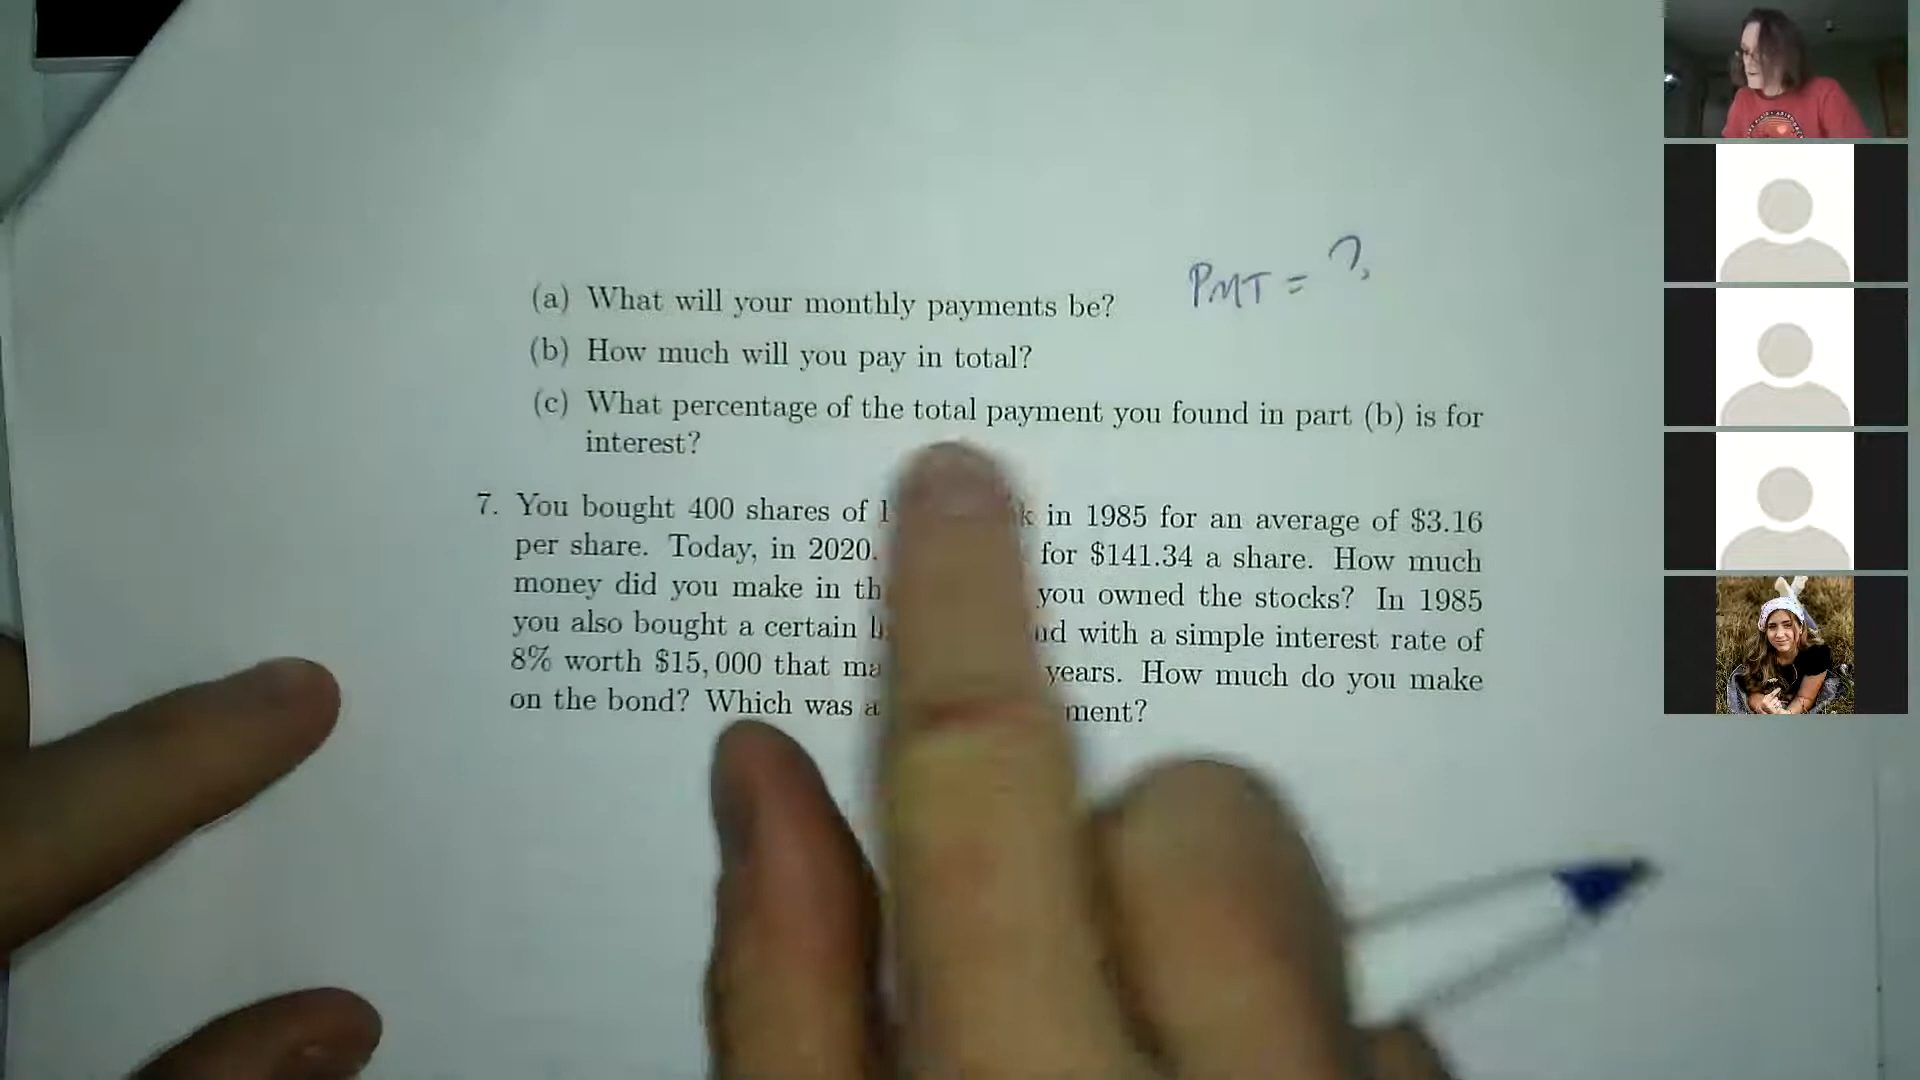 PMT = ?
(a) What will your monthly payments be?
(b) How much will you pay in total?
(c) What percentage of the total payment you found in part (b) is for
interest?
7. You bought 400 shares of in 1985 for an average of $3.16
per share. Today, in 2020. for $141.34 a share. How much
money did you make in you owned the stocks? In 1985
you also bought a certain with a simple interest rate of
8% worth $15,000 that years. How much do you make
on the bond? Which was a